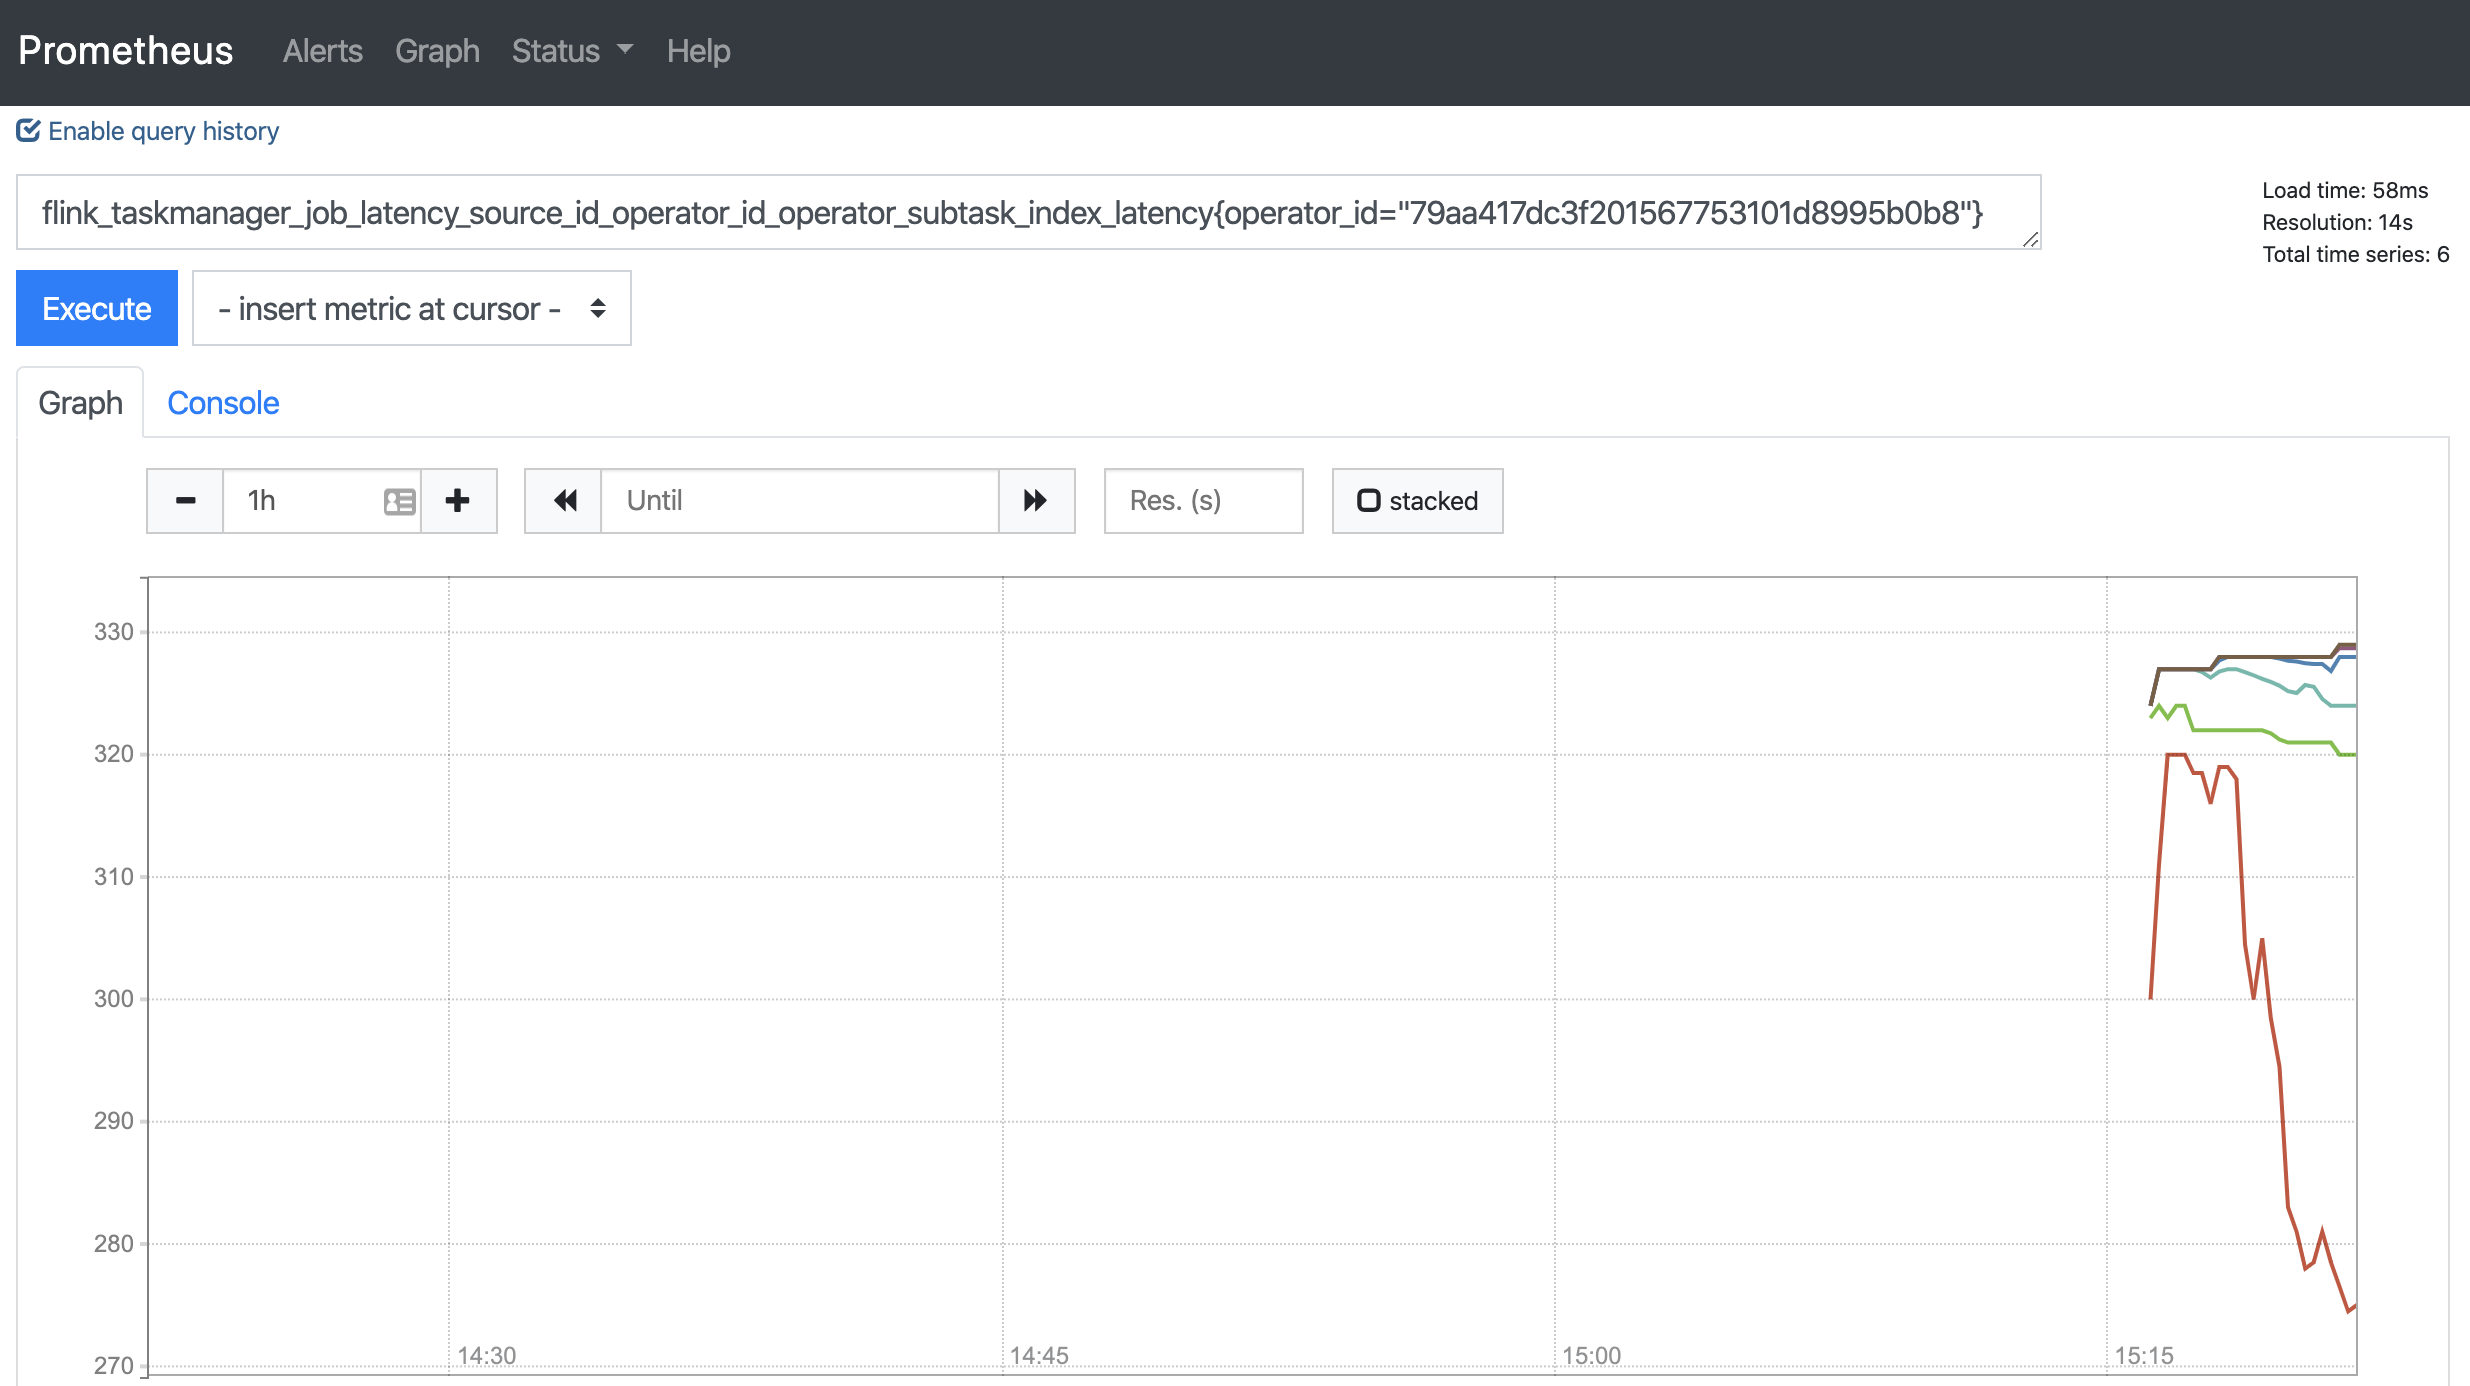 Prometheus Alerts Graph Status Help
Enable query history
flink_taskmanager_job_latency_source_id_operator_id_operator_subtask_index_latency{operator_id="79aa417dc3f201567753101d8995b0b8"}
Load time: 58ms
Resolution: 14s
Total time series: 6
Execute - insert metric at cursor -
Graph Console
1h Until Res. (s) stacked
330
320
310
300
290
280
270
14:30 14:45 15:00 15:15